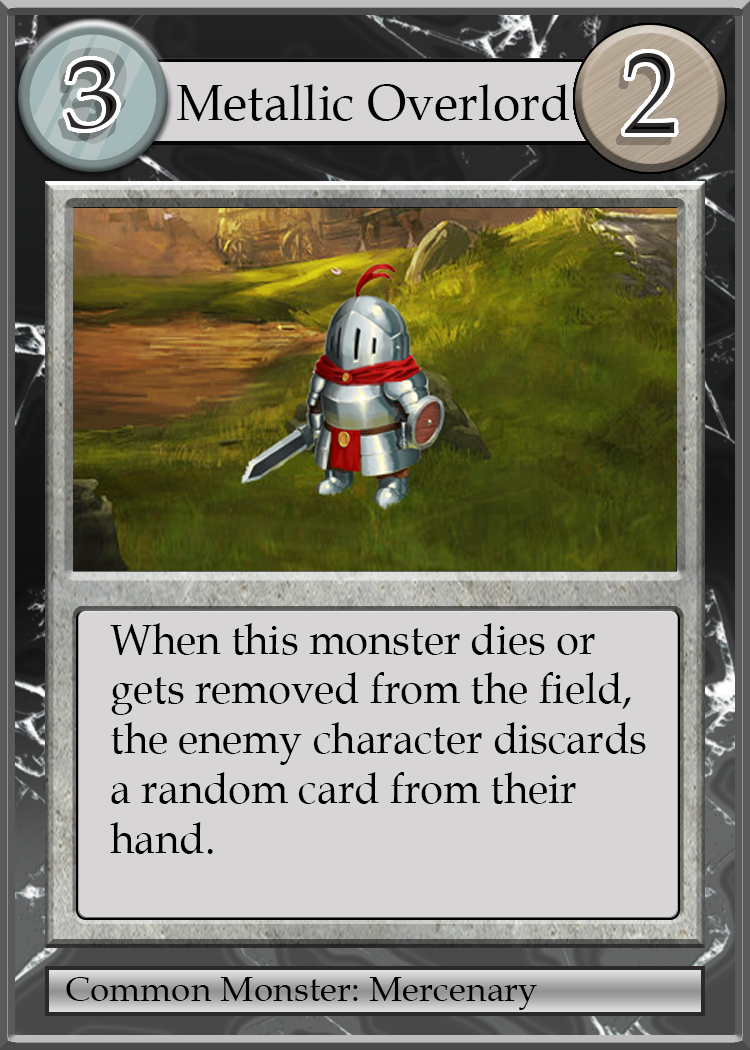 3 Metallic Overlord 2
When this monster dies or
gets removed from the field,
the enemy character discards
a random card from their
hand.
Common Monster: Mercenary